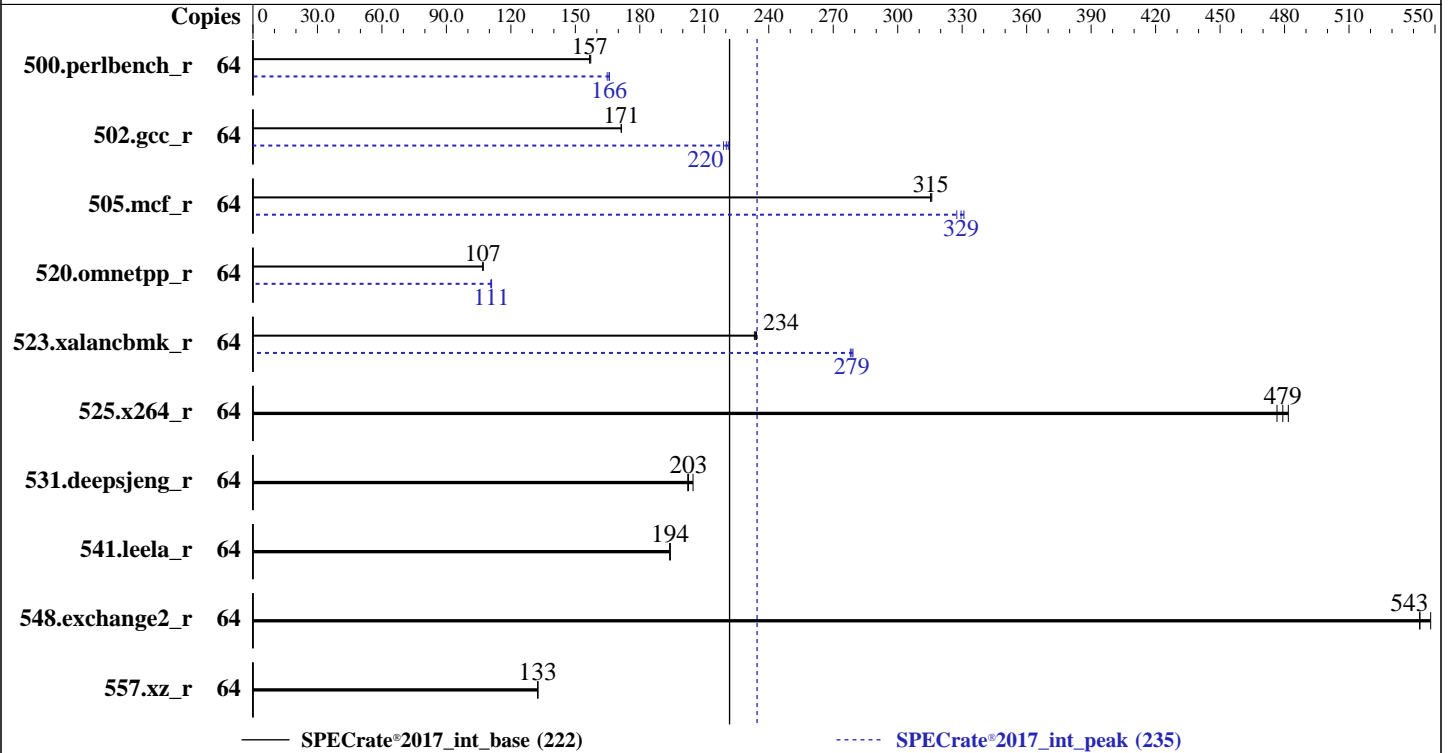 Copies 0 30.0 60.0 90.0 120 150 180 210 240 270 300 330 360 390 420 450 480 510 550
500.perlbench_r 64 157
166
502.gcc_r 64 171
220
505.mcf_r 64 315
329
520.omnetpp_r 64 107
111
523.xalancbmk_r 64 234
279
525.x264_r 64 479
531.deepsjeng_r 64 203
541.leela_r 64 194
548.exchange2_r 64 543
557.xz_r 64 133
SPECrate®2017_int_base (222) SPECrate®2017_int_peak (235)